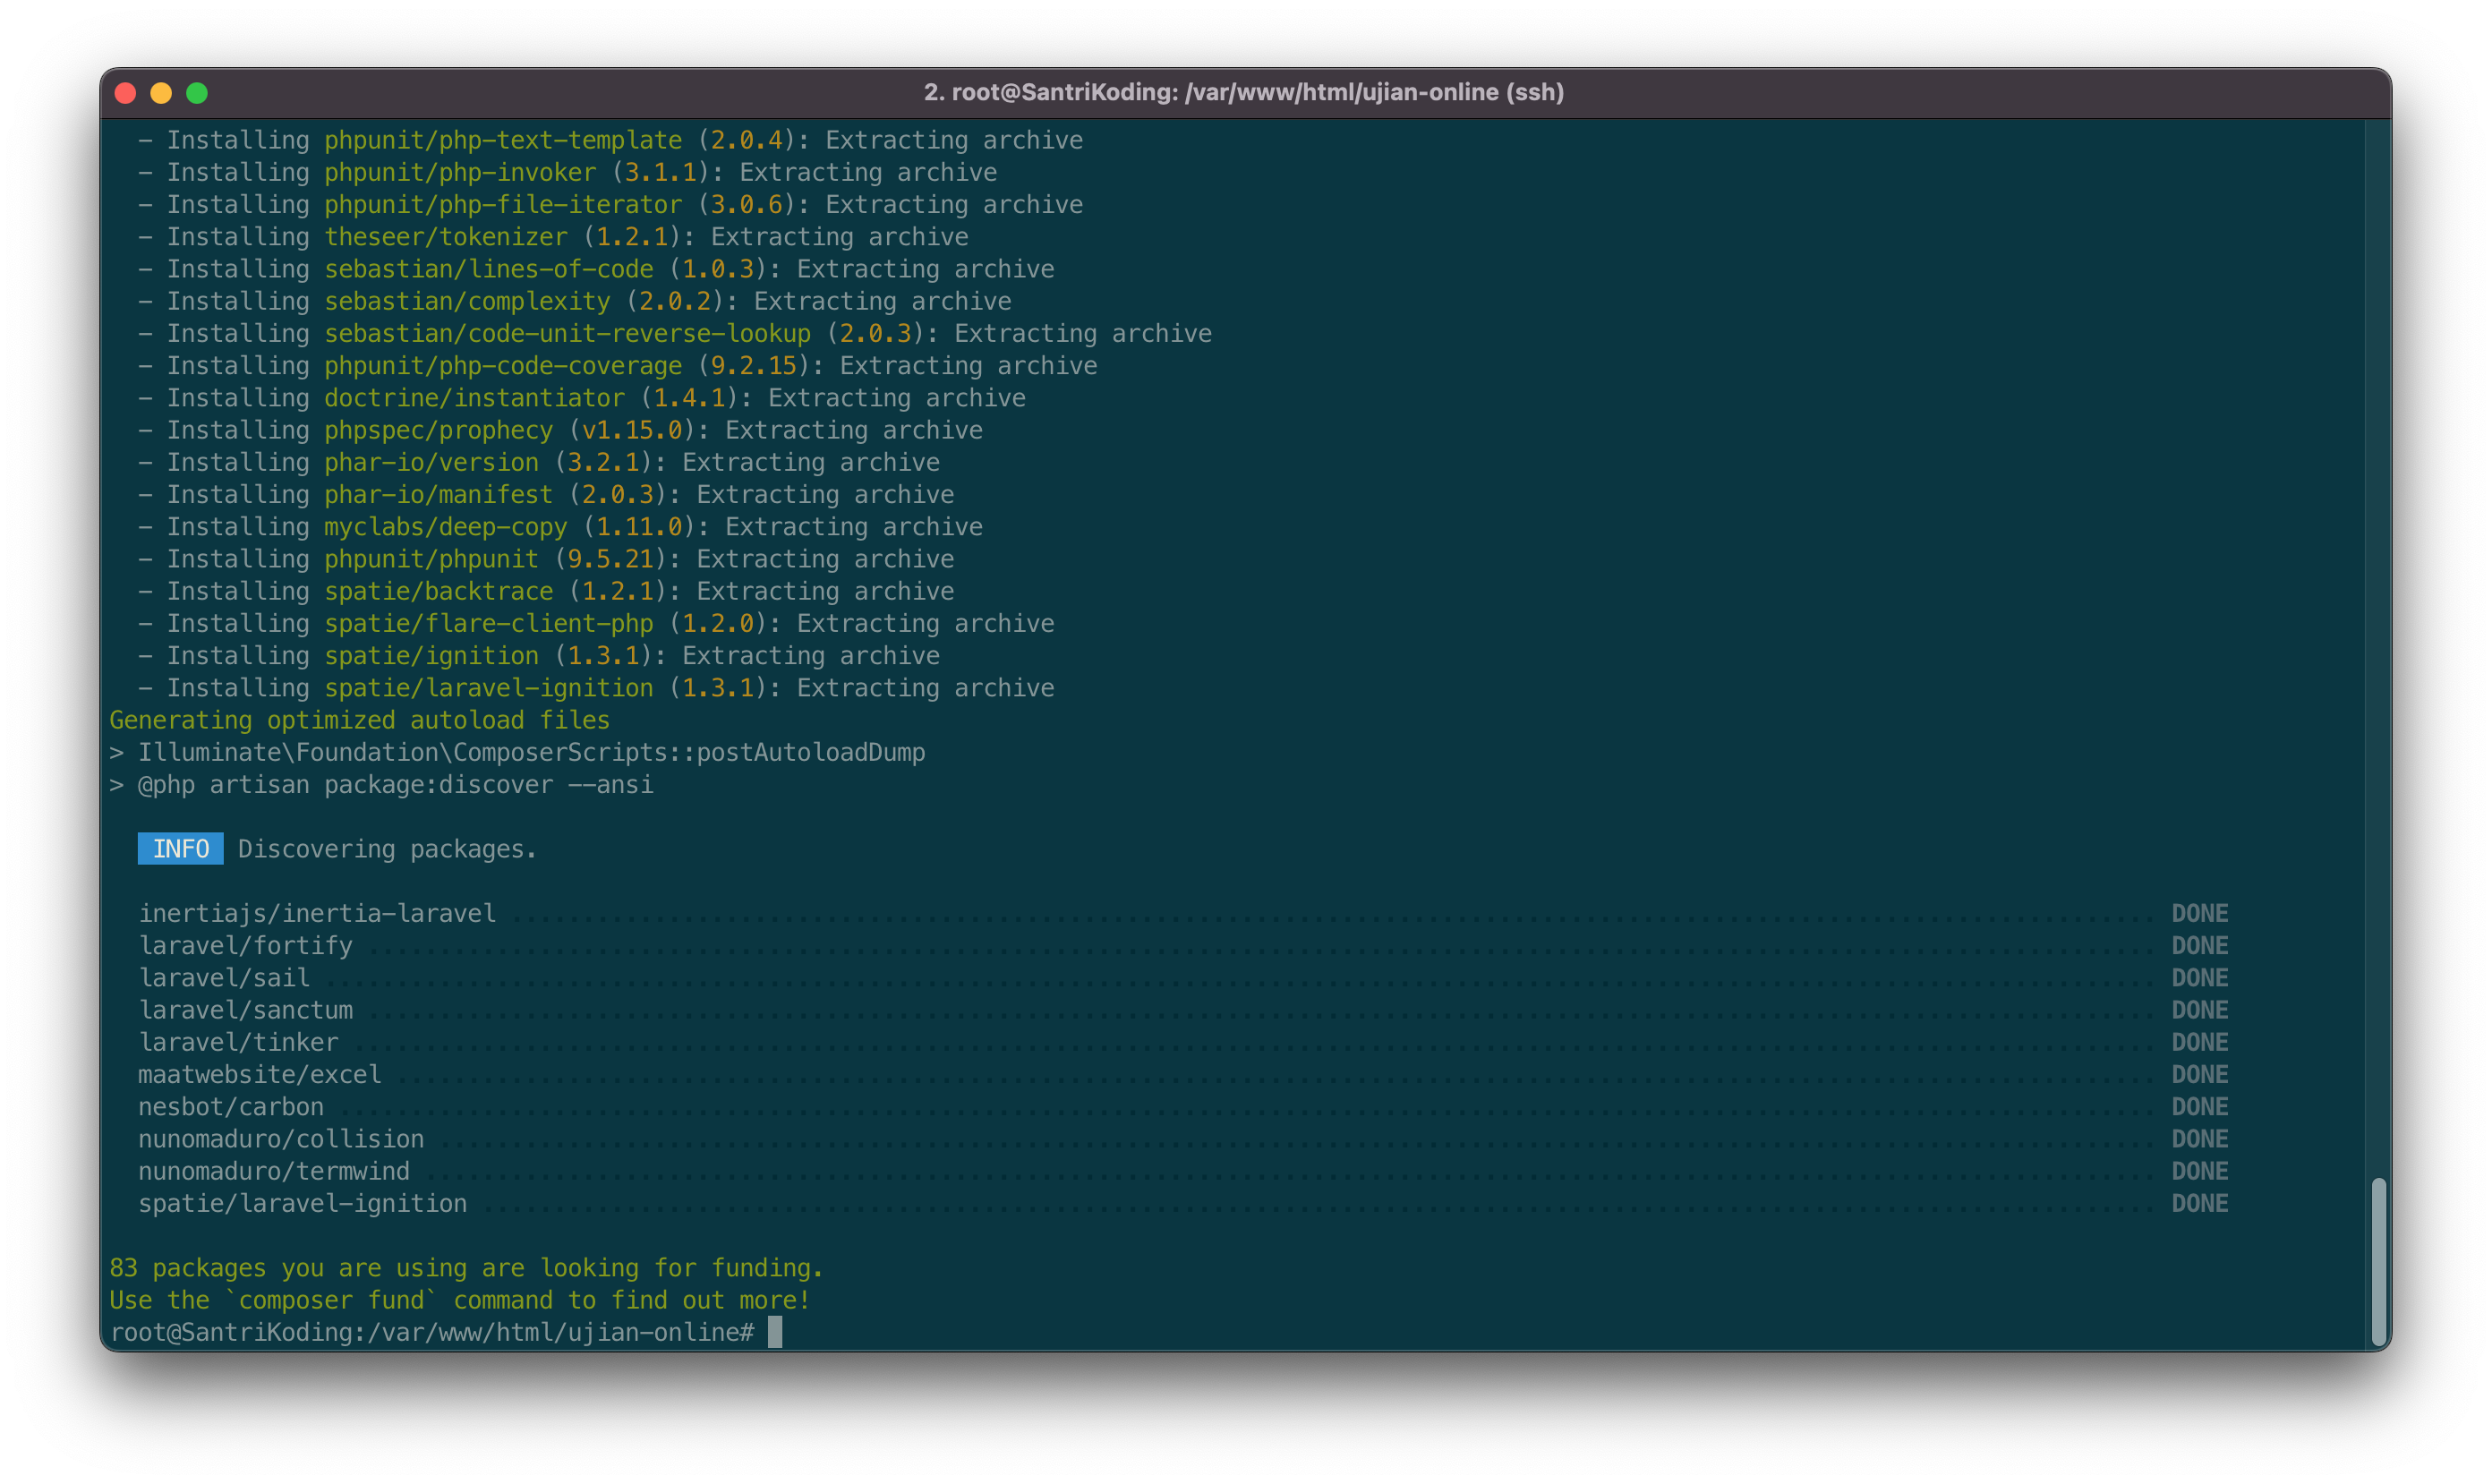 2. root@SantriKoding: /var/www/html/ujian-online (ssh)
- Installing phpunit/php-text-template (2.0.4): Extracting archive
- Installing phpunit/php-invoker (3.1.1): Extracting archive
- Installing phpunit/php-file-iterator (3.0.6): Extracting archive
- Installing theseer/tokenizer (1.2.1): Extracting archive
- Installing sebastian/lines-of-code (1.0.3): Extracting archive
- Installing sebastian/complexity (2.0.2): Extracting archive
- Installing sebastian/code-unit-reverse-lookup (2.0.3): Extracting archive
- Installing phpunit/php-code-coverage (9.2.15): Extracting archive
- Installing doctrine/instantiator (1.4.1): Extracting archive
- Installing phpspec/prophecy (v1.15.0): Extracting archive
- Installing phar-io/version (3.2.1): Extracting archive
- Installing phar-io/manifest (2.0.3): Extracting archive
- Installing myclabs/deep-copy (1.11.0): Extracting archive
- Installing phpunit/phpunit (9.5.21): Extracting archive
- Installing spatie/backtrace (1.2.1): Extracting archive
- Installing spatie/flare-client-php (1.2.0): Extracting archive
- Installing spatie/ignition (1.3.1): Extracting archive
- Installing spatie/laravel-ignition (1.3.1): Extracting archive
Generating optimized autoload files
> Illuminate\Foundation\ComposerScripts::postAutoloadDump
> @php artisan package:discover --ansi
INFO Discovering packages.
inertiajs/inertia-laravel ........ DONE
laravel/fortify ........ DONE
laravel/sail ........ DONE
laravel/sanctum ........ DONE
laravel/tinker ........ DONE
maatwebsite/excel ........ DONE
nesbot/carbon ........ DONE
nunomaduro/collision ........ DONE
nunomaduro/termwind ........ DONE
spatie/laravel-ignition ........ DONE
83 packages you are using are looking for funding.
Use the `composer fund` command to find out more!
root@SantriKoding:/var/www/html/ujian-online#